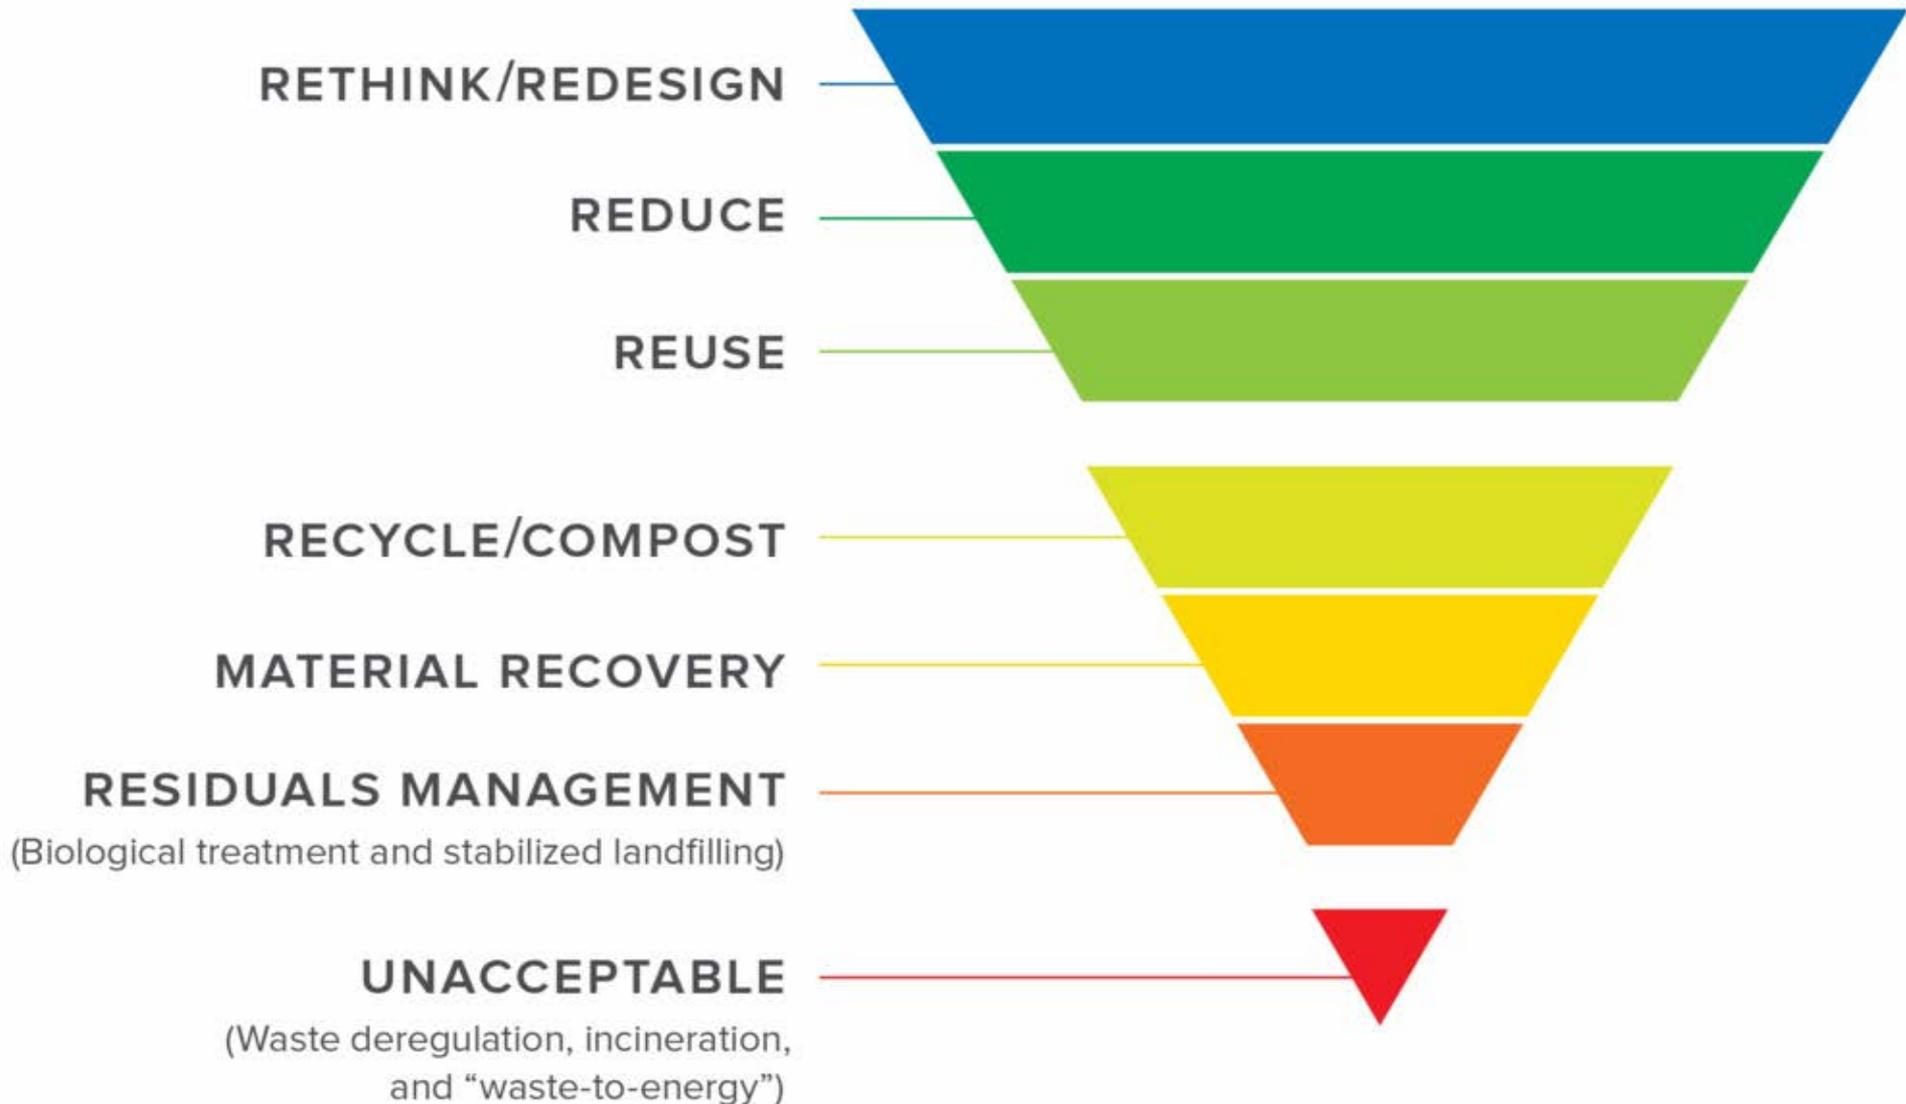 RETHINK/REDESIGN
REDUCE
REUSE
RECYCLE/COMPOST
MATERIAL RECOVERY
RESIDUALS MANAGEMENT
(Biological treatment and stabilized landfilling)
UNACCEPTABLE
(Waste deregulation, incineration,
and “waste-to-energy”)